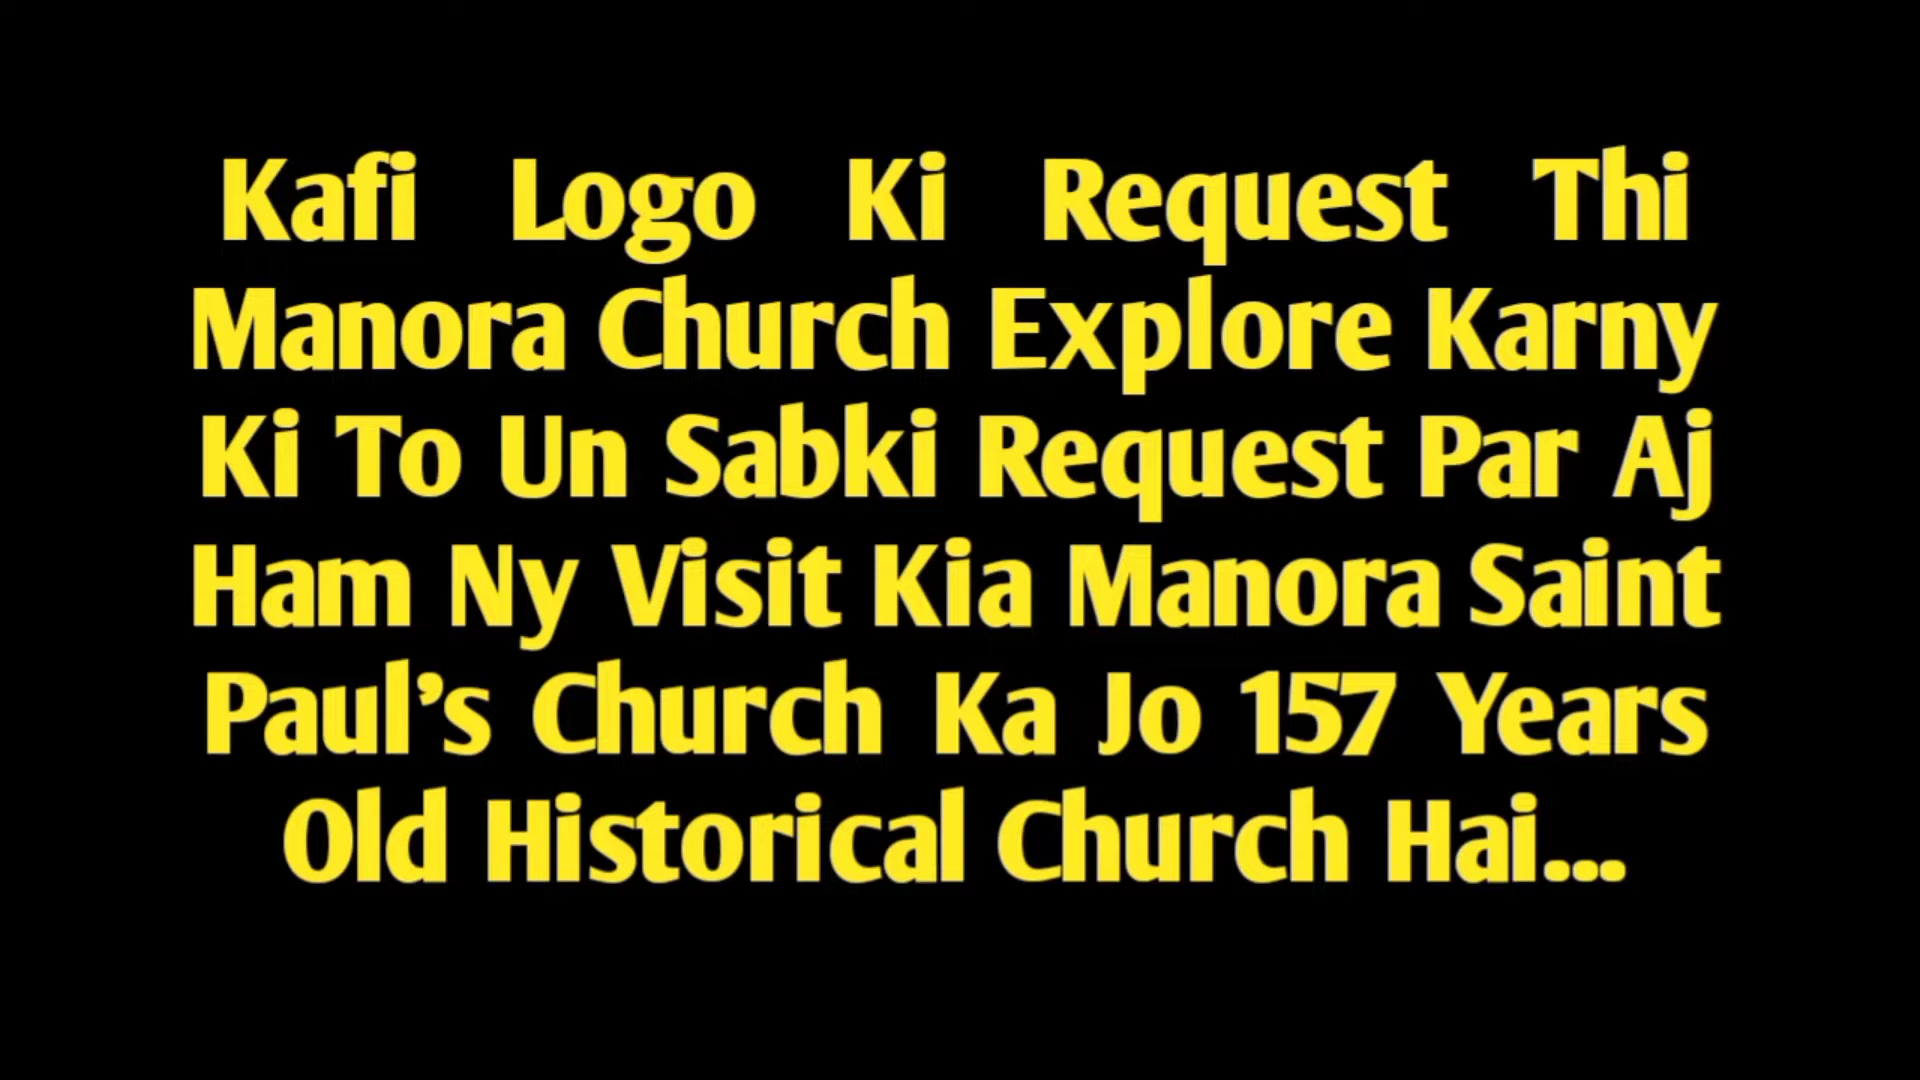 Kafi Logo Ki Request Thi
Manora Church Explore Karny
Ki To Un Sabki Request Par Aj
Ham Ny Visit Kia Manora Saint
Paul’s Church Ka Jo 157 Years
Old Historical Church Hai...